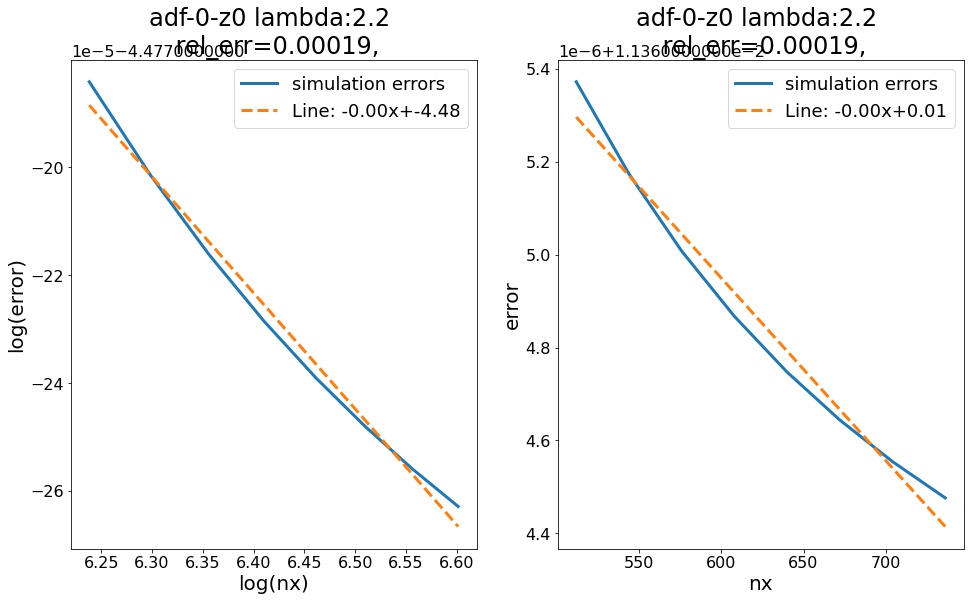 adf-0-z0 lambda:2.2
rel_err=0.00019,
1e−5−4.4770000000
simulation errors
Line: -0.00x+-4.48
−20
−22
−24
−26
log(error)
6.25 6.30 6.35 6.40 6.45 6.50 6.55 6.60
log(nx)
adf-0-z0 lambda:2.2
rel_err=0.00019,
1e−6+1.1360000000e−2
simulation errors
Line: -0.00x+0.01
5.4
5.2
5.0
4.8
4.6
4.4
error
550 600 650 700
nx